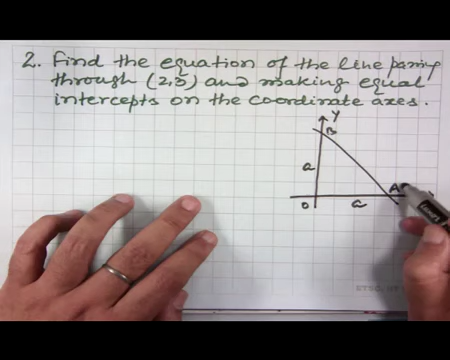 2. Find the equation of the line passing
through (2,3) and making equal
intercepts on the coordinate axes.
Y
B
a
A
O a